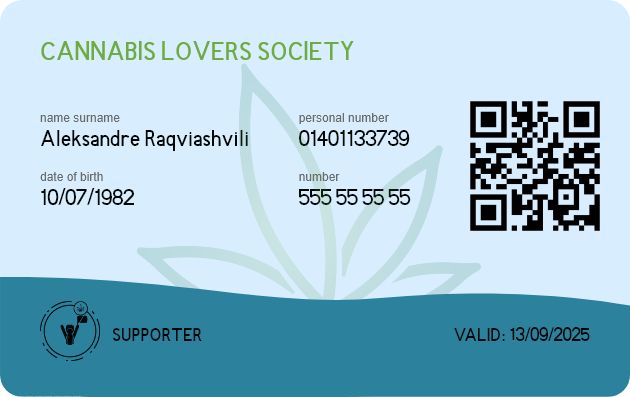 CANNABIS LOVERS SOCIETY
name surname
Aleksandre Raqviashvili
personal number
01401133739
date of birth
10/07/1982
number
555 55 55 55
SUPPORTER
VALID: 13/09/2025